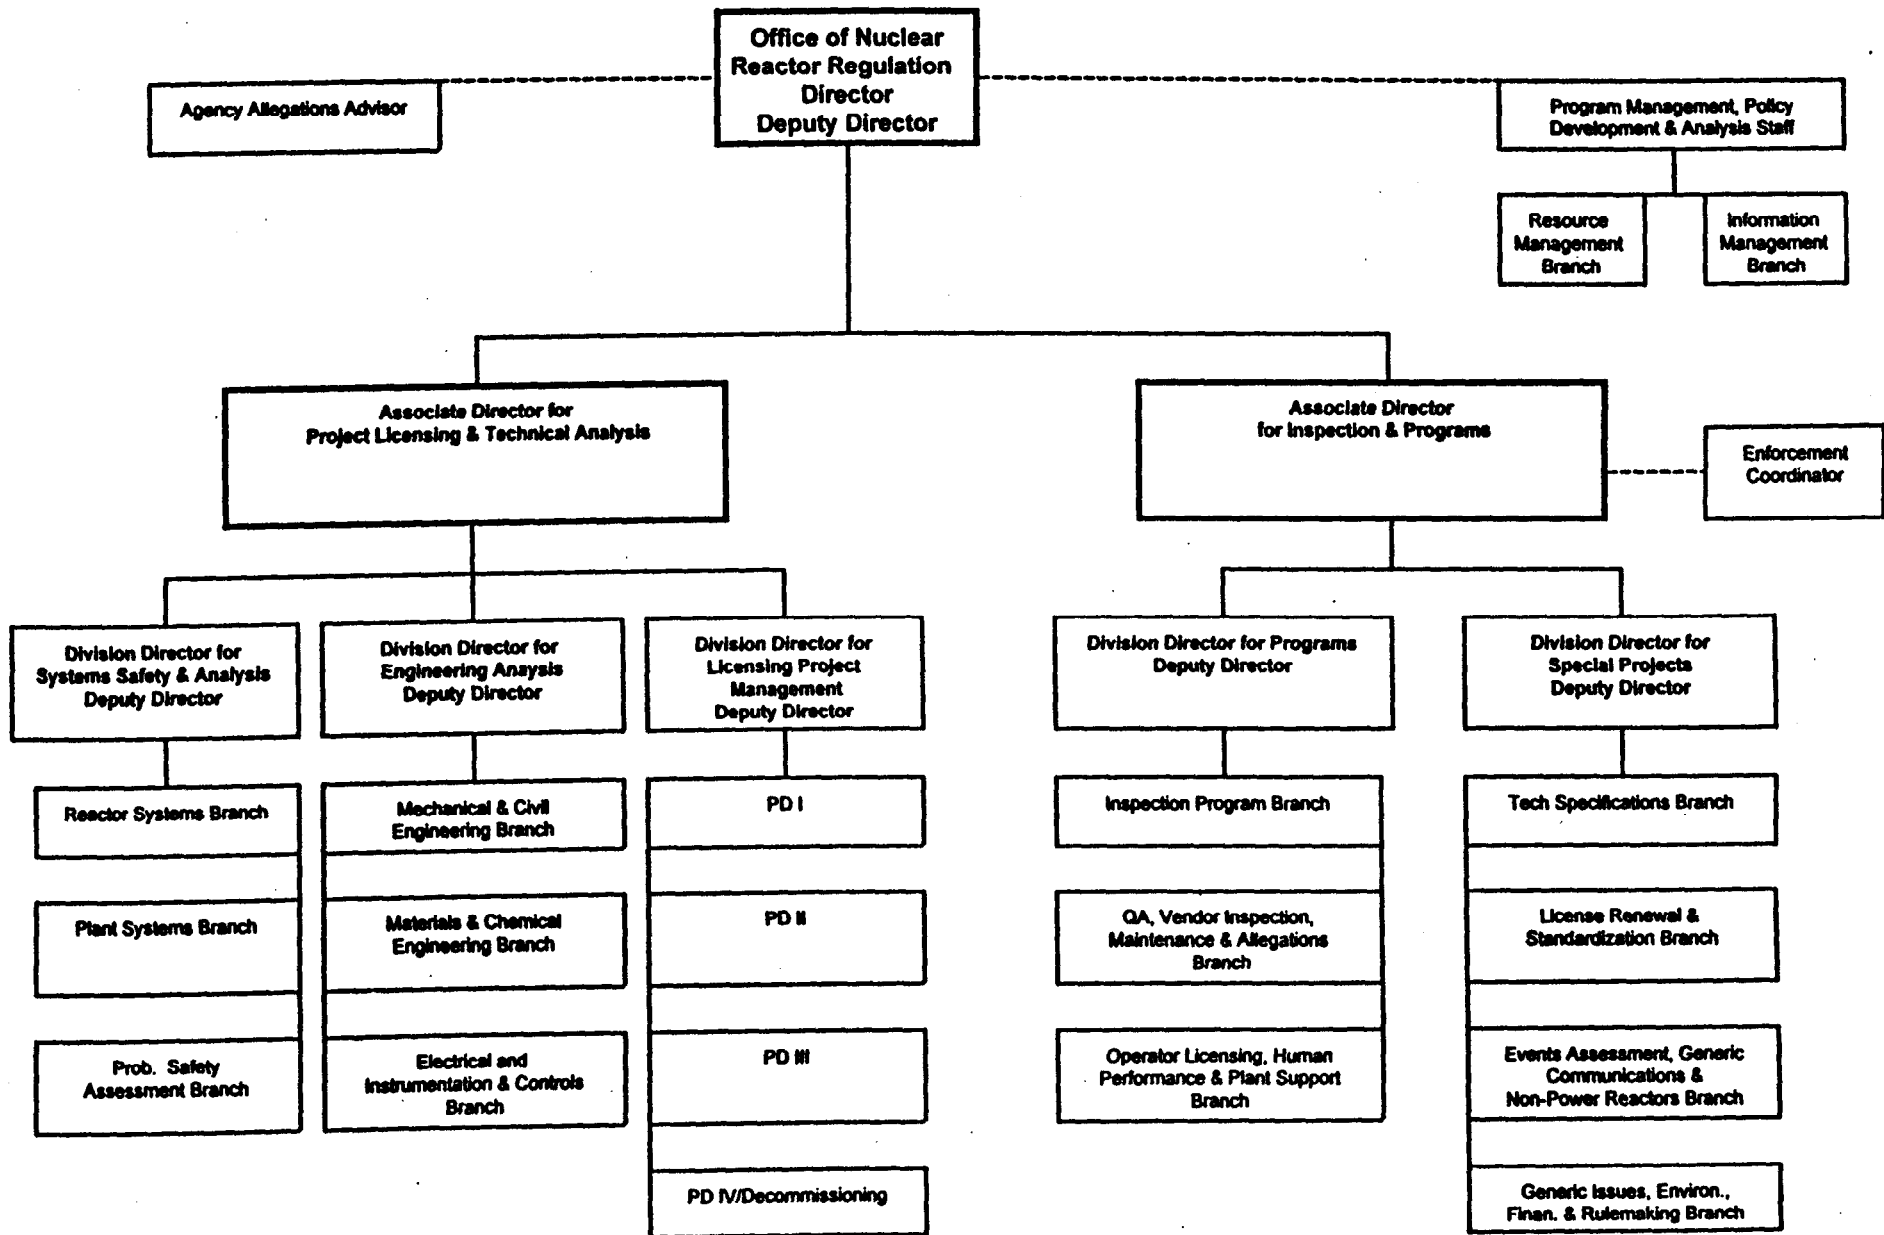 Office of Nuclear
Reactor Regulation
Director
Deputy Director
Agency Allegations Advisor
Program Management, Policy
Development & Analysis Staff
Resource
Management
Branch
Information
Management
Branch
Associate Director for
Project Licensing & Technical Analysis
Associate Director
for Inspection & Programs
Enforcement
Coordinator
Division Director for
Systems Safety & Analysis
Deputy Director
Division Director for
Engineering Anaysis
Deputy Director
Division Director for
Licensing Project
Management
Deputy Director
Division Director for Programs
Deputy Director
Division Director for
Special Projects
Deputy Director
Reactor Systems Branch
Mechanical & Civil
Engineering Branch
PD I
Inspection Program Branch
Tech Specifications Branch
Plant Systems Branch
Materials & Chemical
Engineering Branch
PD II
QA, Vendor Inspection,
Maintenance & Allegations
Branch
License Renewal &
Standardization Branch
Prob. Safety
Assessment Branch
Electrical and
Instrumentation & Controls
Branch
PD III
Operator Licensing, Human
Performance & Plant Support
Branch
Events Assessment, Generic
Communications &
Non-Power Reactors Branch
PD IV/Decommissioning
Generic Issues, Environ.,
Finan. & Rulemaking Branch